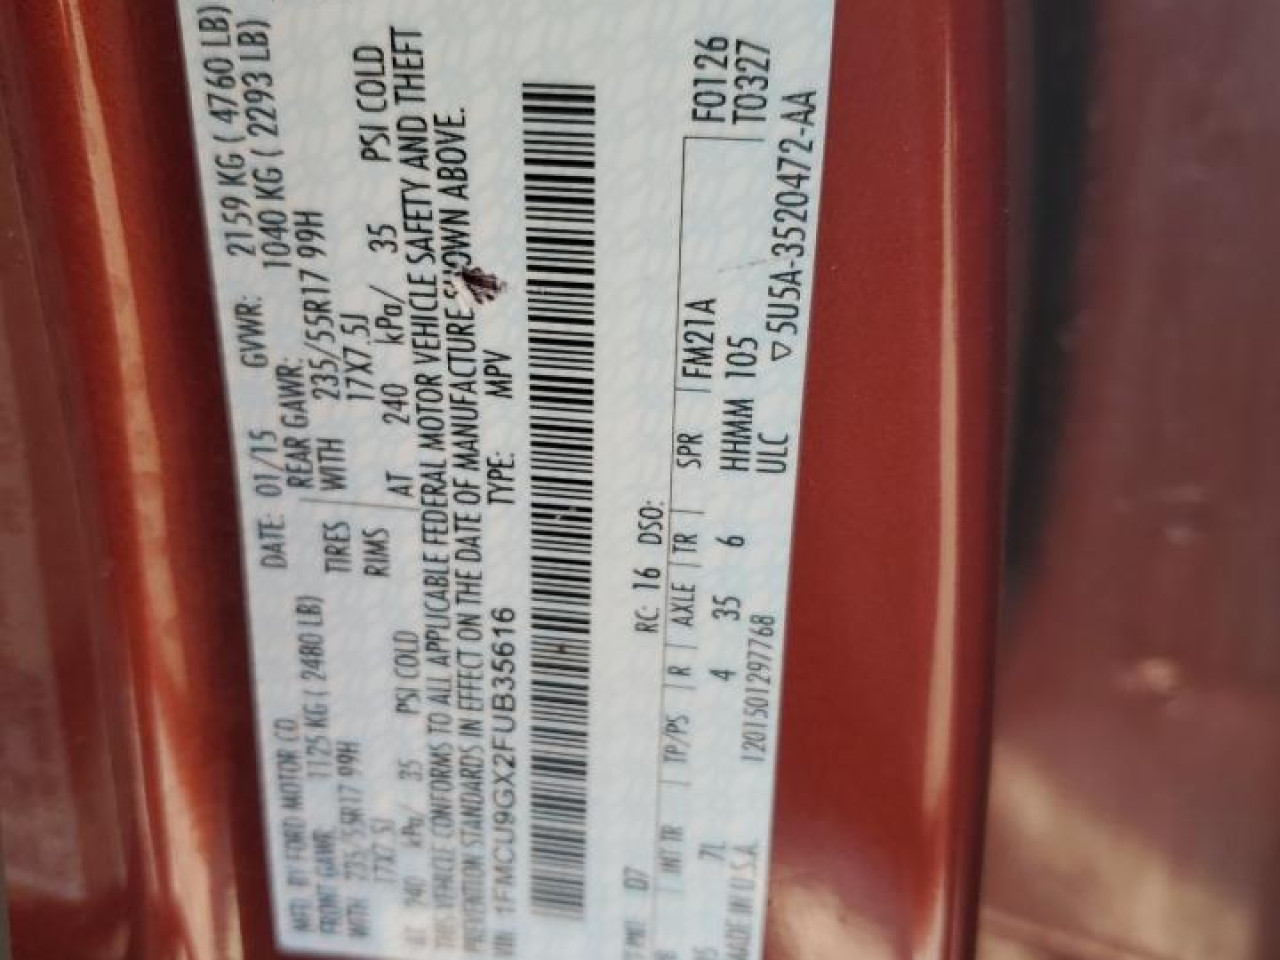 MFD. BY FORD MOTOR CO. DATE: 01/15 GVWR: 2159 KG ( 4760 LB)
FRONT GAWR: 1125 KG ( 2480 LB) REAR GAWR: 1040 KG ( 2293 LB)
WITH 235/55R17 99H TIRES WITH 235/55R17 99H
17X7.5J RIMS 17X7.5J
AT 240 kPa/ 35 PSI COLD AT 240 kPa/ 35 PSI COLD
THIS VEHICLE CONFORMS TO ALL APPLICABLE FEDERAL MOTOR VEHICLE SAFETY AND THEFT
PREVENTION STANDARDS IN EFFECT ON THE DATE OF MANUFACTURE SHOWN ABOVE.
VIN: 1FMCU9GX2FUB35616 TYPE: MPV
RC: 16 DSO:
INT TR TP/PS R AXLE TR SPR FM21A F0126
7L 4 35 6 HHMM 105 T0327
MADE IN U.S.A. 1201501297768 ULC ▽5U5A-3520472-AA